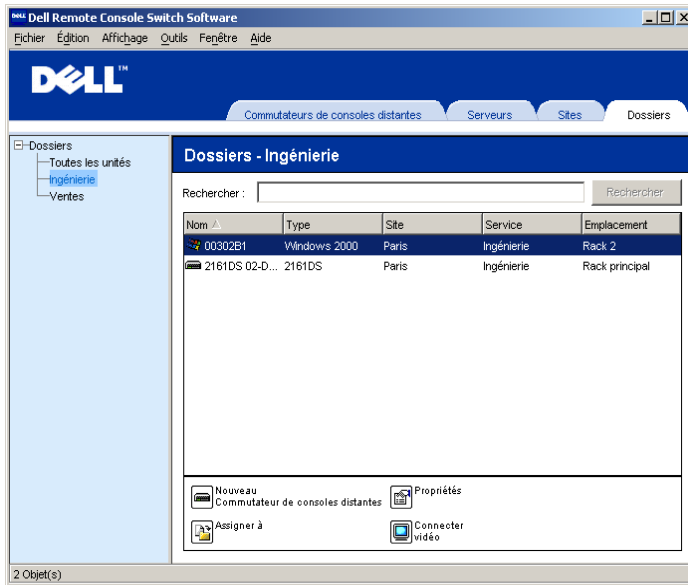 Dell Remote Console Switch Software
Fichier Édition Affichage Outils Fenêtre Aide
DELL™
Commutateurs de consoles distantes Serveurs Sites Dossiers
Dossiers
Toutes les unités
Ingénierie
Ventes
Dossiers - Ingénierie
Rechercher : Rechercher
Nom Type Site Service Emplacement
00302B1 Windows 2000 Paris Ingénierie Rack 2
2161DS 02-D... 2161DS Paris Ingénierie Rack principal
Nouveau
Commutateur de consoles distantes
Propriétés
Assigner à
Connecter
vidéo
2 Objet(s)